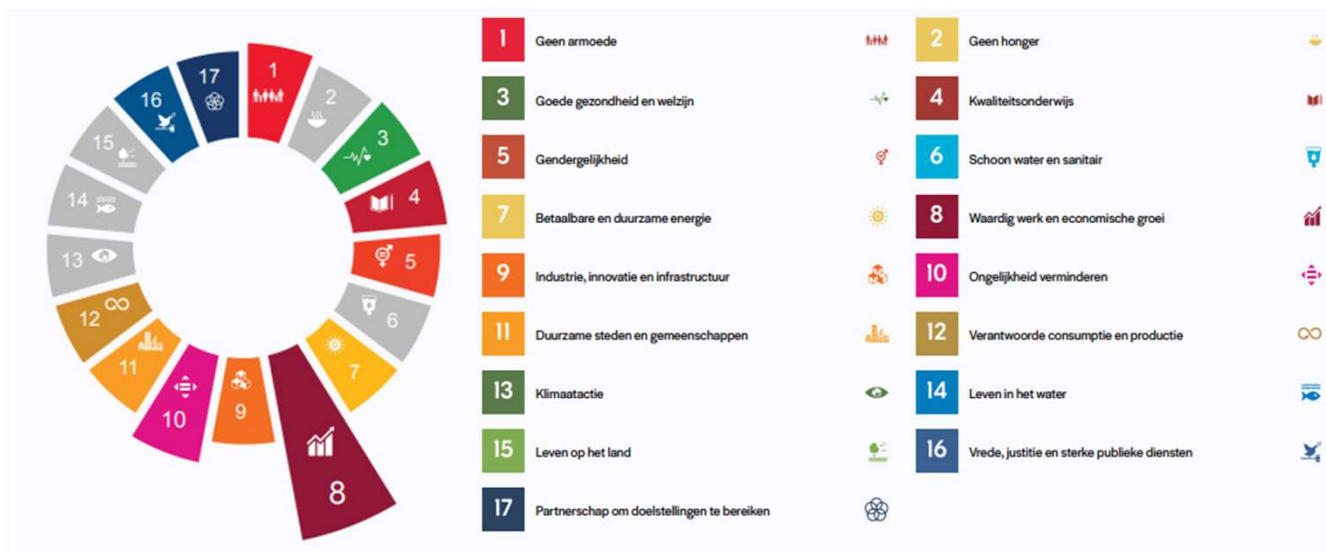 1
2
3
4
5
6
7
8
9
10
11
12
13
14
15
16
17
1 Geen armoede
2 Geen honger
3 Goede gezondheid en welzijn
4 Kwaliteitsonderwijs
5 Gendergelijkheid
6 Schoon water en sanitair
7 Betaalbare en duurzame energie
8 Waardig werk en economische groei
9 Industrie, innovatie en infrastructuur
10 Ongelijkheid verminderen
11 Duurzame steden en gemeenschappen
12 Verantwoorde consumptie en productie
13 Klimaatactie
14 Leven in het water
15 Leven op het land
16 Vrede, justitie en sterke publieke diensten
17 Partnerschap om doelstellingen te bereiken